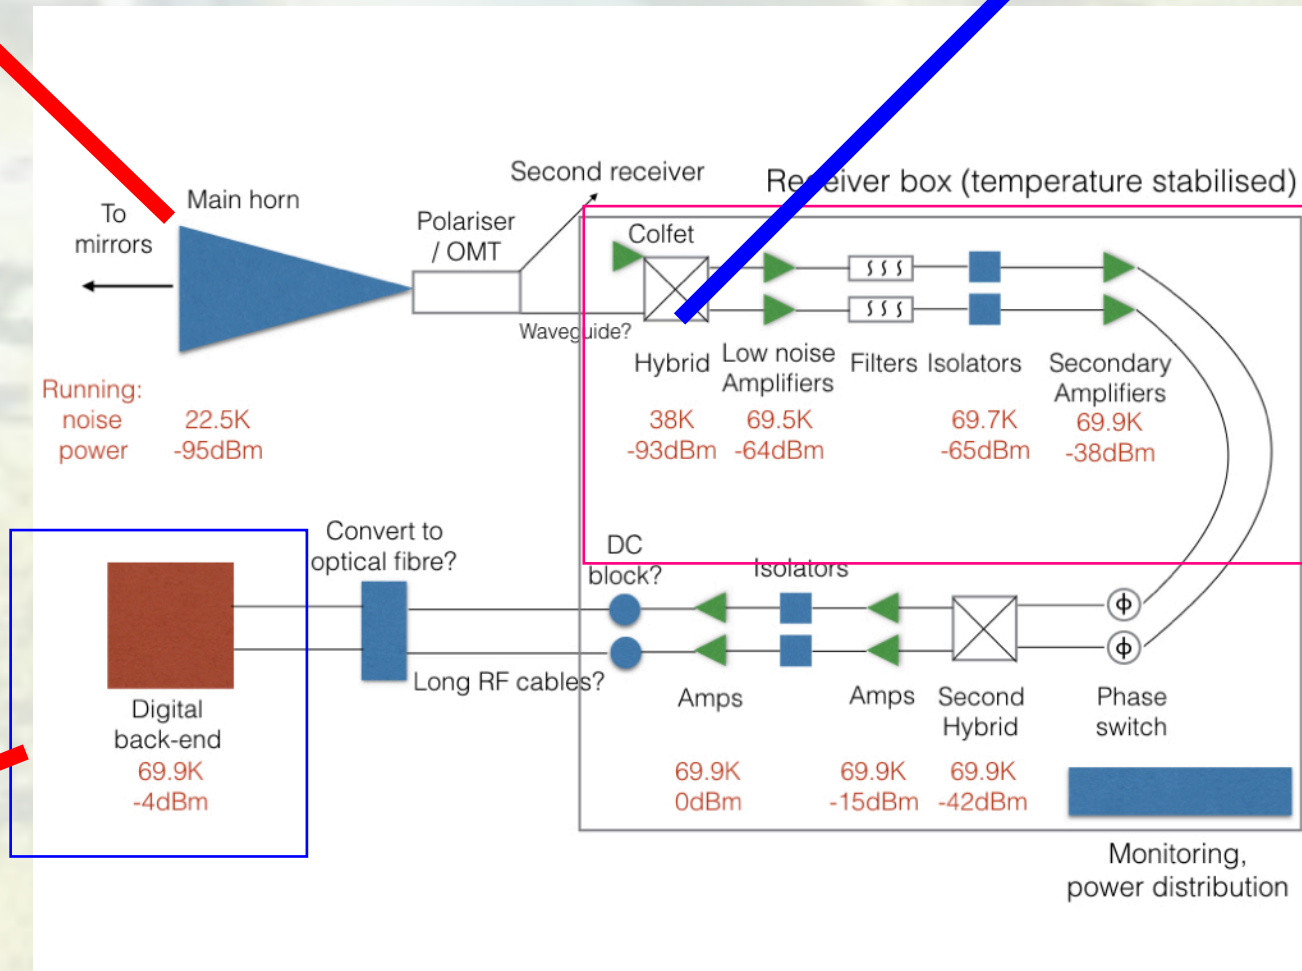 Second receiver
Receiver box (temperature stabilised)
To
mirrors
Main horn
Polariser
/ OMT
Colfet
Waveguide?
Hybrid
Low noise
Amplifiers
Filters
Isolators
Secondary
Amplifiers
Running:
noise
power
22.5K
-95dBm
38K
-93dBm
69.5K
-64dBm
69.7K
-65dBm
69.9K
-38dBm
Convert to
optical fibre?
DC
block?
Isolators
ϕ
ϕ
Long RF cables?
Digital
back-end
69.9K
-4dBm
Amps
69.9K
0dBm
Amps
69.9K
-15dBm
Second
Hybrid
69.9K
-42dBm
Phase
switch
Monitoring,
power distribution